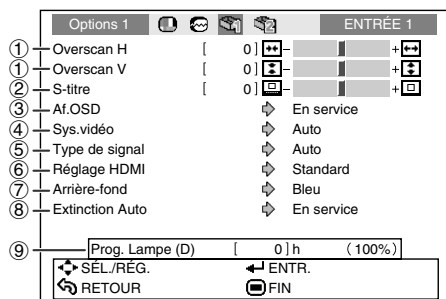 Options 1 ENTRÉE 1
① Overscan H [ 0 ] - +
① Overscan V [ 0 ] - +
② S-titre [ 0 ] - +
③ Af.OSD En service
④ Sys.vidéo Auto
⑤ Type de signal Auto
⑥ Réglage HDMI Standard
⑦ Arrière-fond Bleu
⑧ Extinction Auto En service
⑨ Prog. Lampe (D) [ 0 ] h (100%)
SÉL./RÉG. ENTR.
RETOUR FIN